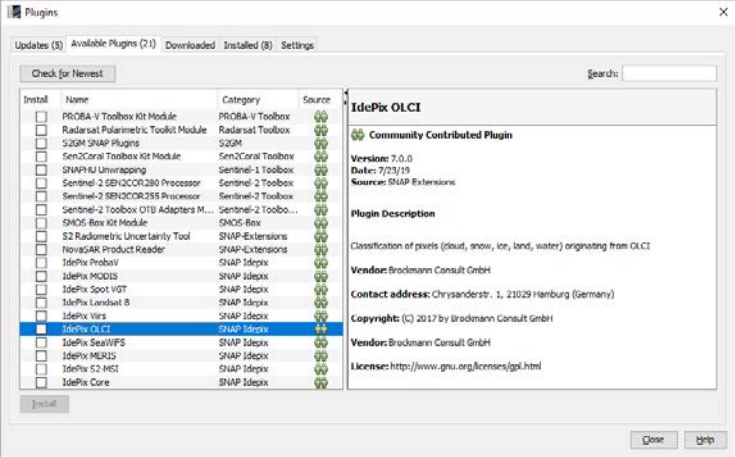 Plugins
Updates (5) Available Plugins (21) Downloaded Installed (8) Settings
Check for Newest
Search:
Install Name Category Source
PROBA-V Toolbox Kit Module PROBA-V Toolbox
Radarsat Polarimetric Toolkit Module Radarsat Toolbox
S2GM SNAP Plugins S2GM
Sen2Coral Toolbox Kit Module Sen2Coral Toolbox
SNAPHU Unwrapping Sentinel-1 Toolbox
Sentinel-2 SEN2COR280 Processor Sentinel-2 Toolbox
Sentinel-2 SEN2COR255 Processor Sentinel-2 Toolbox
Sentinel-2 Toolbox OTB Adapters M... Sentinel-2 Toolbo...
SMOS-Box Kit Module SMOS-Box
S2 Radiometric Uncertainty Tool SNAP-Extensions
NovaSAR Product Reader SNAP-Extensions
IdePix ProbaV SNAP Idepix
IdePix MODIS SNAP Idepix
IdePix Spot VGT SNAP Idepix
IdePix Landsat 8 SNAP Idepix
IdePix Viirs SNAP Idepix
IdePix OLCI SNAP Idepix
IdePix SeaWiFS SNAP Idepix
IdePix MERIS SNAP Idepix
IdePix S2-MSI SNAP Idepix
IdePix Core SNAP Idepix
IdePix OLCI
Community Contributed Plugin
Version: 7.0.0
Date: 7/23/19
Source: SNAP Extensions
Plugin Description
Classification of pixels (cloud, snow, ice, land, water) originating from OLCI
Vendor: Brockmann Consult GmbH
Contact address: Chrysanderstr. 1, 21029 Hamburg (Germany)
Copyright: (C) 2017 by Brockmann Consult GmbH
Vendor: Brockmann Consult GmbH
License: http://www.gnu.org/licenses/gpl.html
Install
Close Help